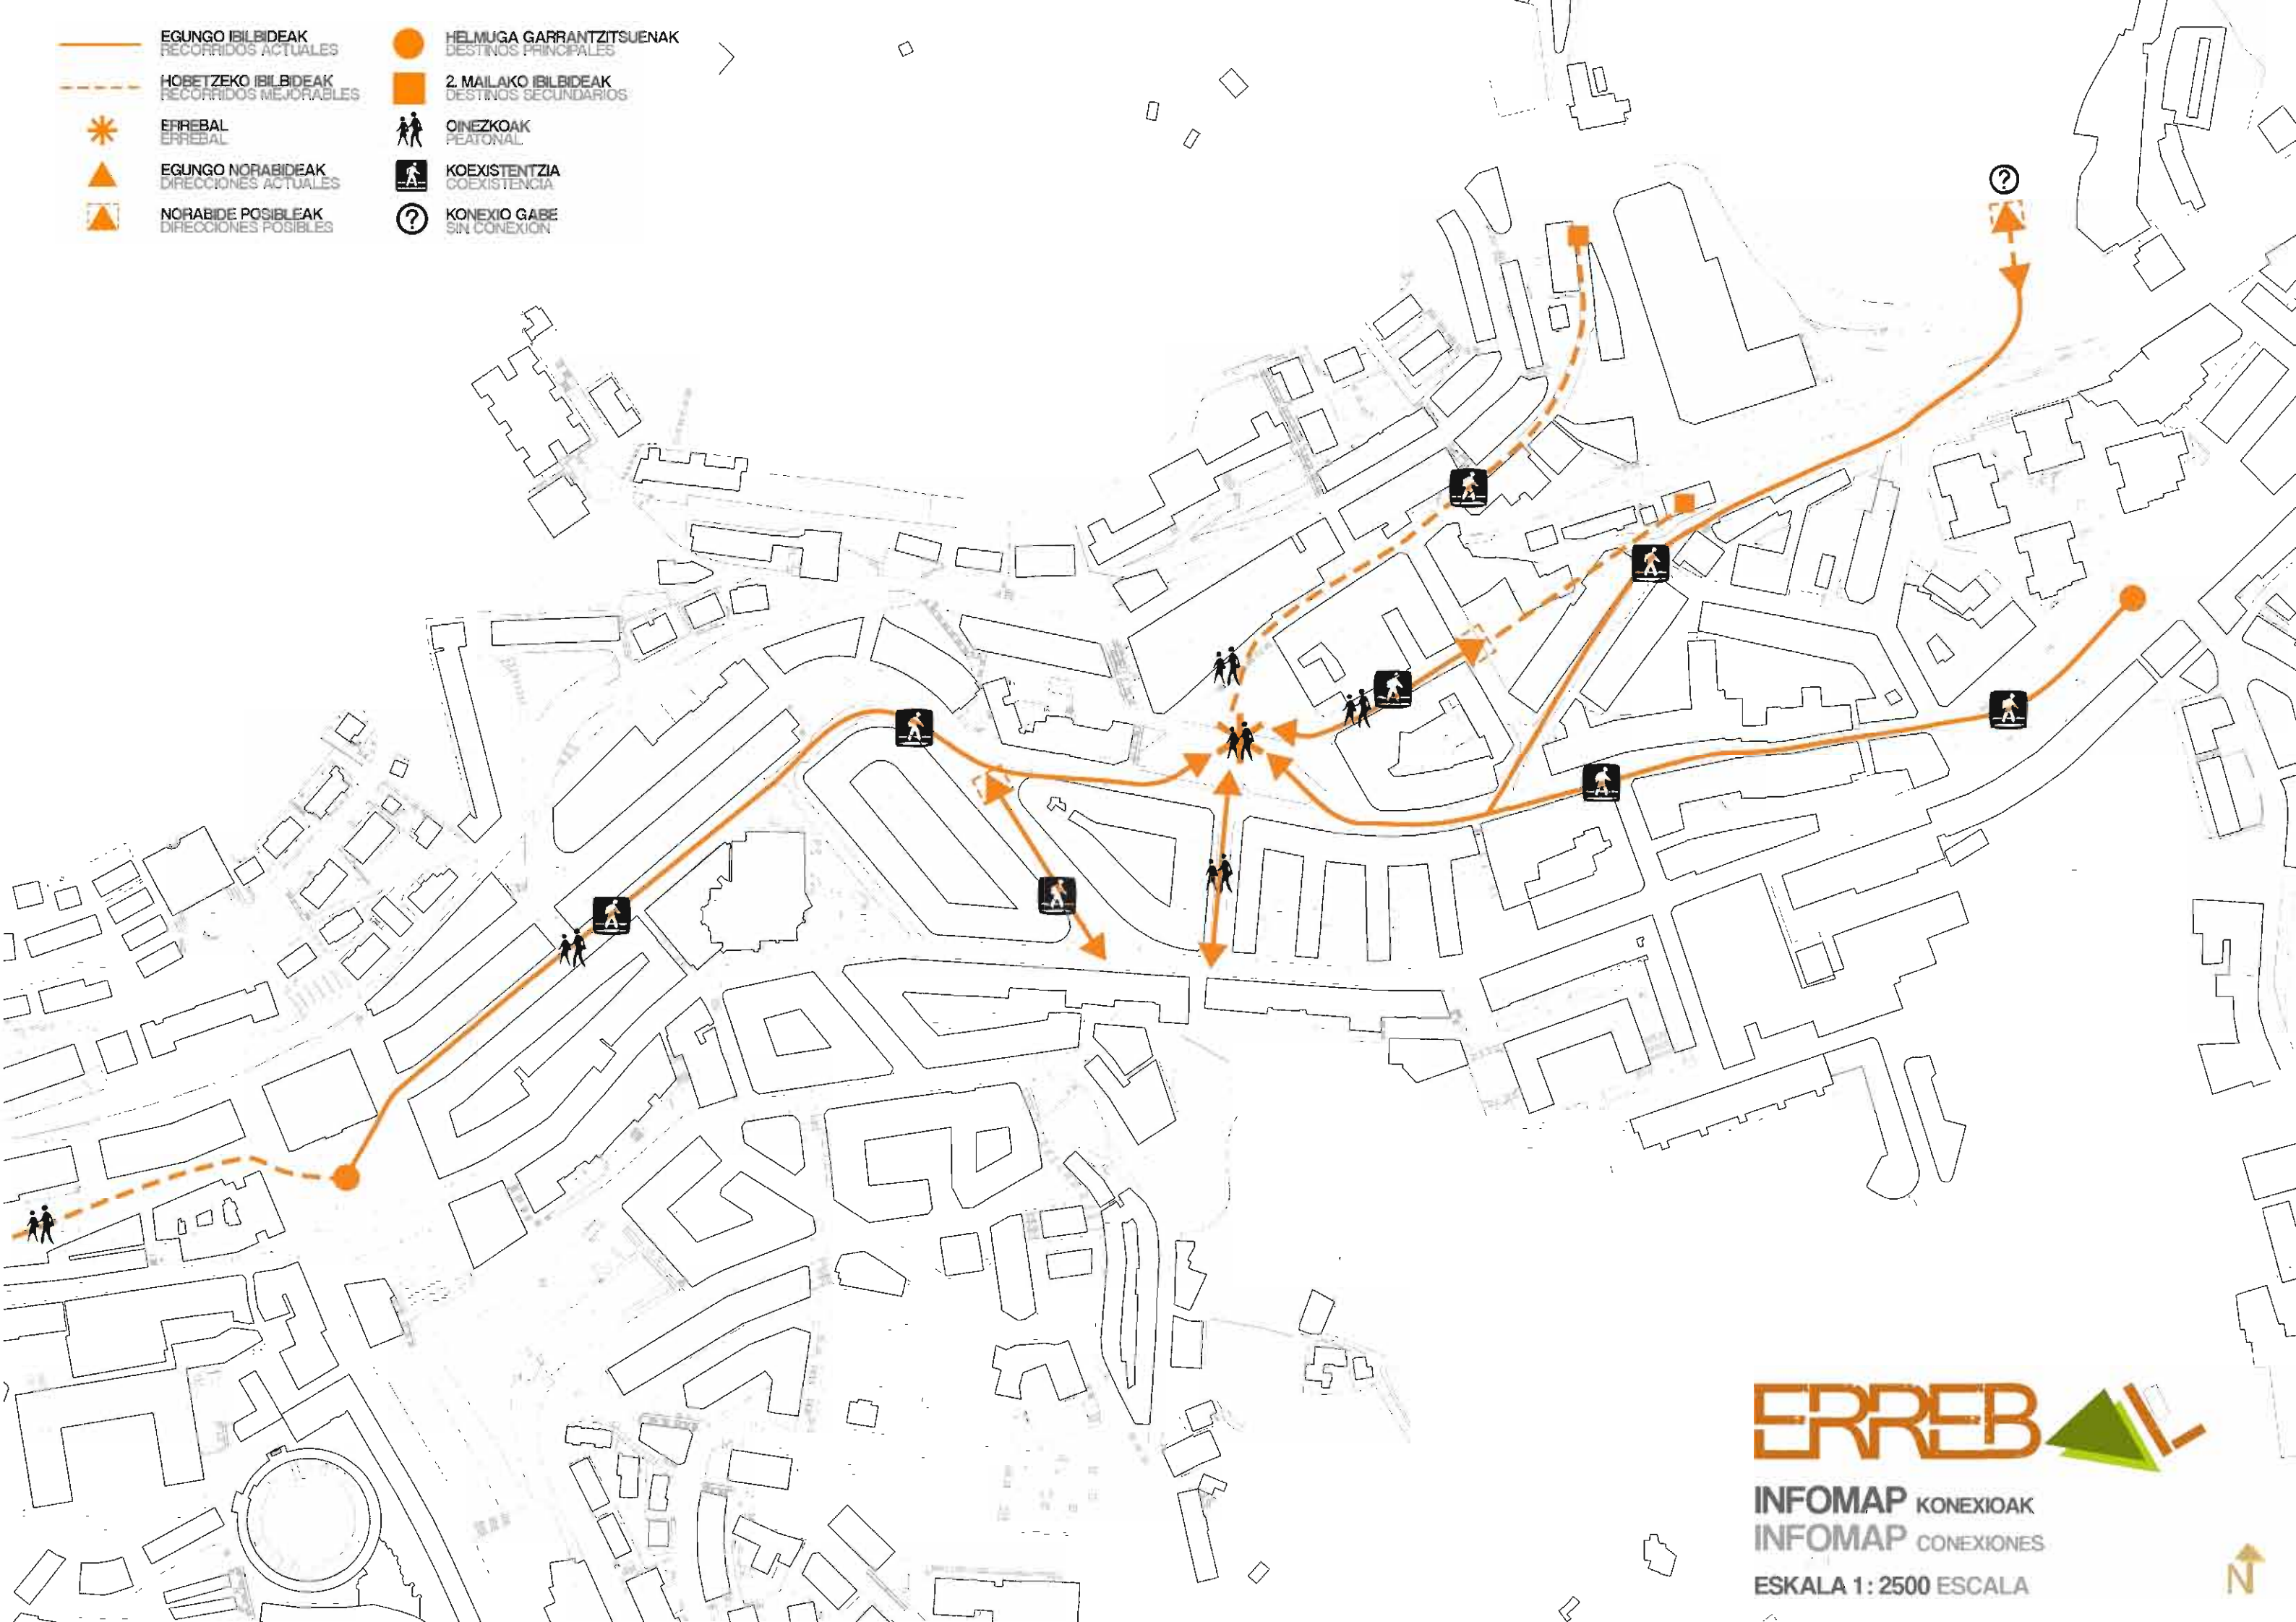 EGUNGO IBILBIDEAK
RECORRIDOS ACTUALES
HOBETZEKO IBILBIDEAK
RECORRIDOS MEJORABLES
ERREBAL
ERREBAL
EGUNGO NORABIDEAK
DIRECCIONES ACTUALES
NORABIDE POSIBLEAK
DIRECCIONES POSIBLES
HELMUGA GARRANTZITSUENAK
DESTINOS PRINCIPALES
2. MAILAKO IBILBIDEAK
DESTINOS SECUNDARIOS
OINEZKOAK
PEATONAL
KOEXISTENTZIA
COEXISTENCIA
?
KONEXIO GABE
SIN CONEXIÓN
?
ERREBAL
INFOMAP KONEXIOAK
INFOMAP CONEXIONES
ESKALA 1: 2500 ESCALA
N